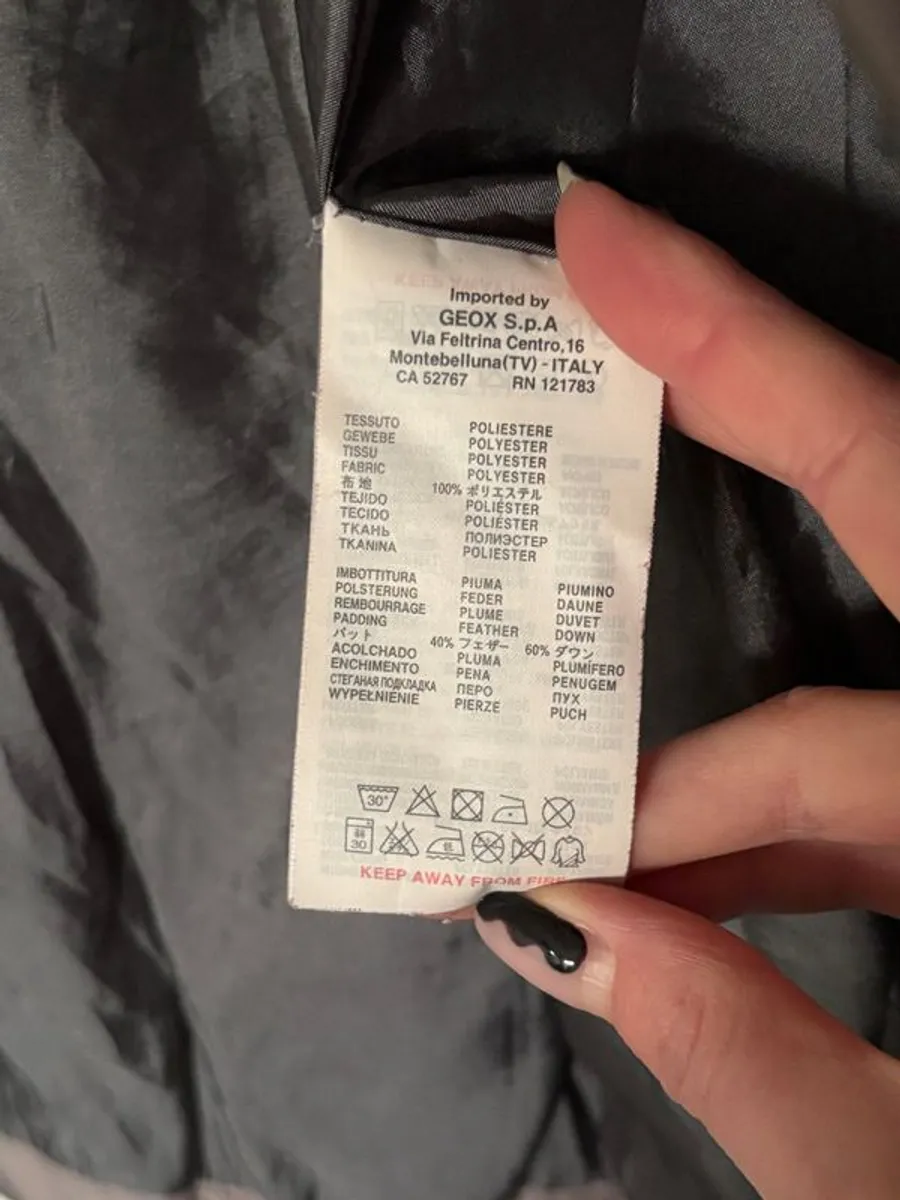 Imported by
GEOX S.p.A
Via Feltrina Centro,16
Montebelluna(TV) - ITALY
CA 52767 RN 121783
TESSUTO POLIESTERE
GEWEBE POLYESTER
TISSU POLYESTER
FABRIC POLYESTER
布地 100% ポリエステル
TEJIDO POLIÉSTER
TECIDO POLIÉSTER
ТКАНЬ ПОЛИЭСТЕР
TKANINA POLIESTER
IMBOTTITURA PIUMA PIUMINO
POLSTERUNG FEDER DAUNE
REMBOURRAGE PLUME DUVET
PADDING FEATHER DOWN
パット 40% フェザー 60% ダウン
ACOLCHADO PLUMA PLUMÍFERO
ENCHIMENTO PENA PENUGEM
СТЕГАНАЯ ПОДКЛАДКА ПЕРО ПУХ
WYPEŁNIENIE PIERZE PUCH
30°
30
KEEP AWAY FROM FIRE